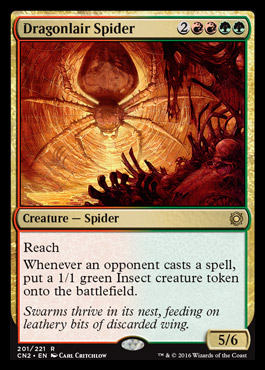 Dragonlair Spider 2
Creature — Spider
Reach
Whenever an opponent casts a spell,
put a 1/1 green Insect creature token
onto the battlefield.
Swarms thrive in its nest, feeding on
leathery bits of discarded wing.
5/6
201/221 R
CN2 • EN Carl Critchlow
™ & © 2016 Wizards of the Coast